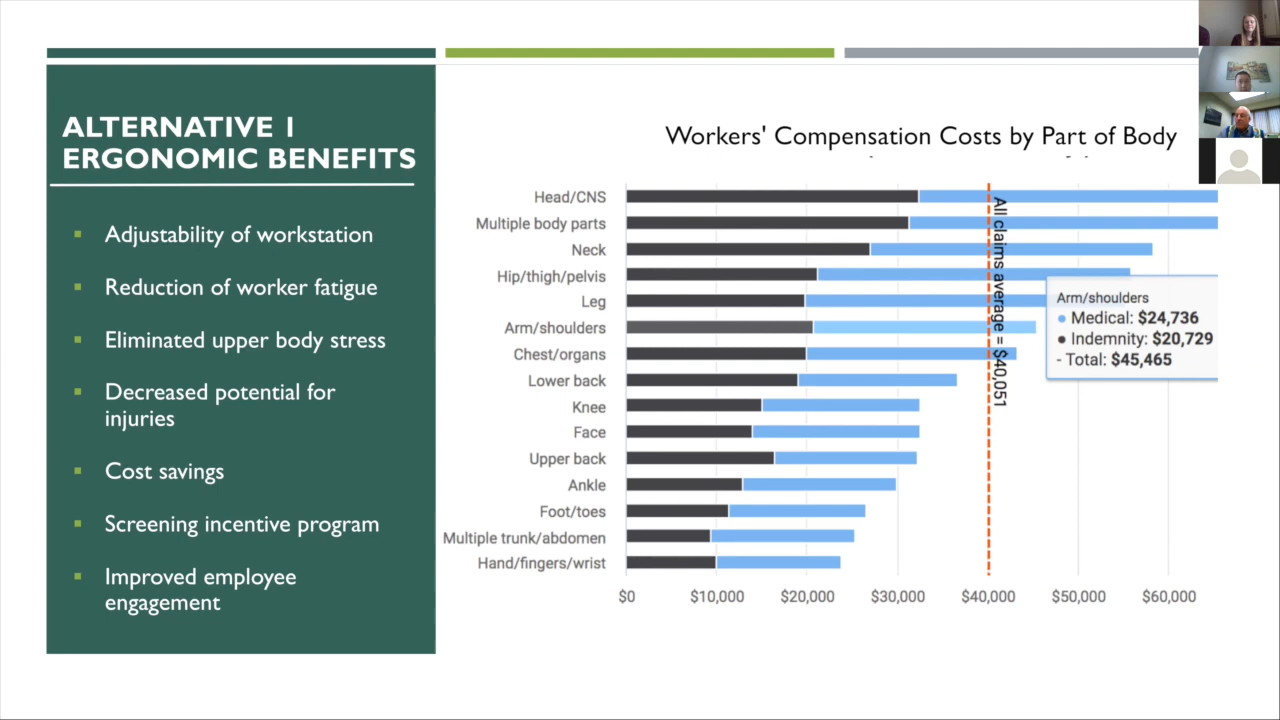 ALTERNATIVE I
ERGONOMIC BENEFITS
Adjustability of workstation
Reduction of worker fatigue
Eliminated upper body stress
Decreased potential for
injuries
Cost savings
Screening incentive program
Improved employee
engagement
Workers' Compensation Costs by Part of Body
Head/CNS
Multiple body parts
Neck
Hip/thigh/pelvis
Leg
Arm/shoulders
Chest/organs
Lower back
Knee
Face
Upper back
Ankle
Foot/toes
Multiple trunk/abdomen
Hand/fingers/wrist
All claims average = $40,051
Arm/shoulders
Medical: $24,736
Indemnity: $20,729
- Total: $45,465
$0 $10,000 $20,000 $30,000 $40,000 $50,000 $60,000